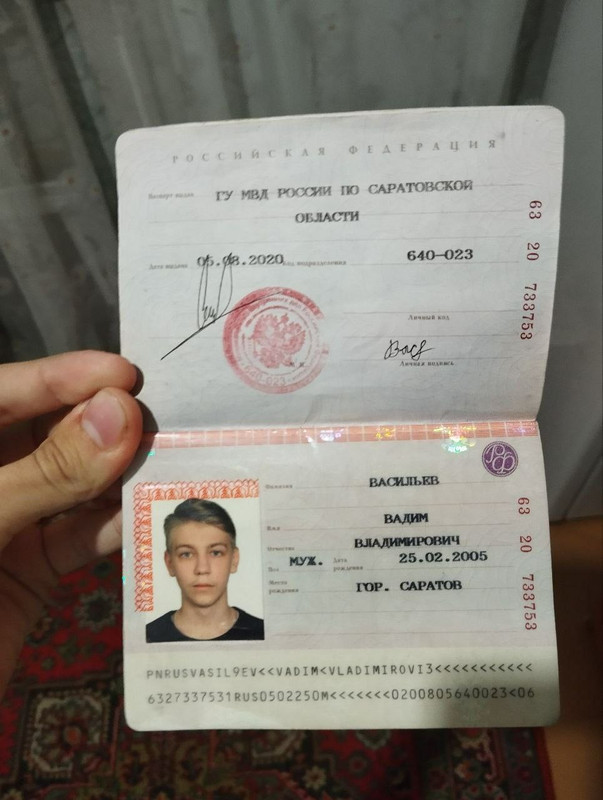 РОССИЙСКАЯ ФЕДЕРАЦИЯ
Паспорт выдан ГУ МВД РОССИИ ПО САРАТОВСКОЙ
ОБЛАСТИ
Дата выдачи 05.08.2020 Код подразделения 640-023
Личный код
Личная подпись
63 20 733753
РФ
Фамилия ВАСИЛЬЕВ
Имя ВАДИМ
Отчество ВЛАДИМИРОВИЧ
Пол МУЖ. Дата рождения 25.02.2005
Место рождения ГОР. САРАТОВ
63 20 733753
PNRUSVASIL9EV<<VADIM<VLADIMIROVI3<<<<<<<<<<<
6327337531RUS0502250M<<<<<<<0200805640023<06